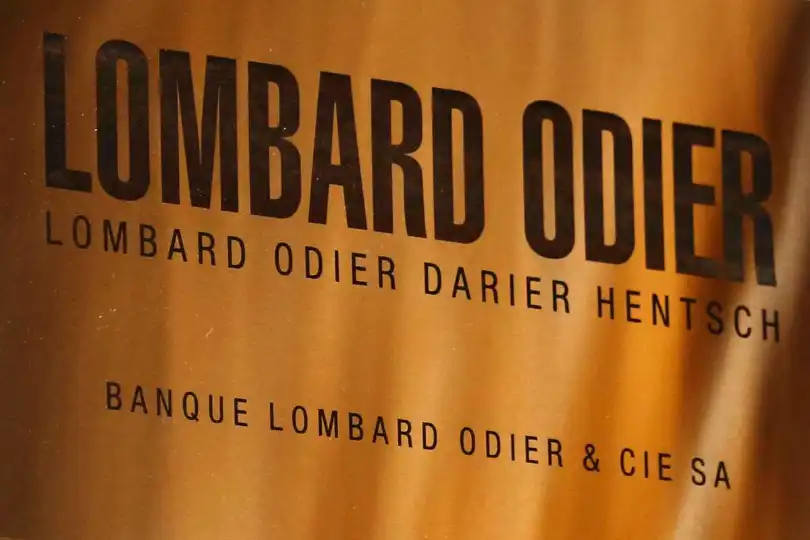 LOMBARD ODIER
LOMBARD ODIER DARIER HENTSCH
BANQUE LOMBARD ODIER & CIE SA